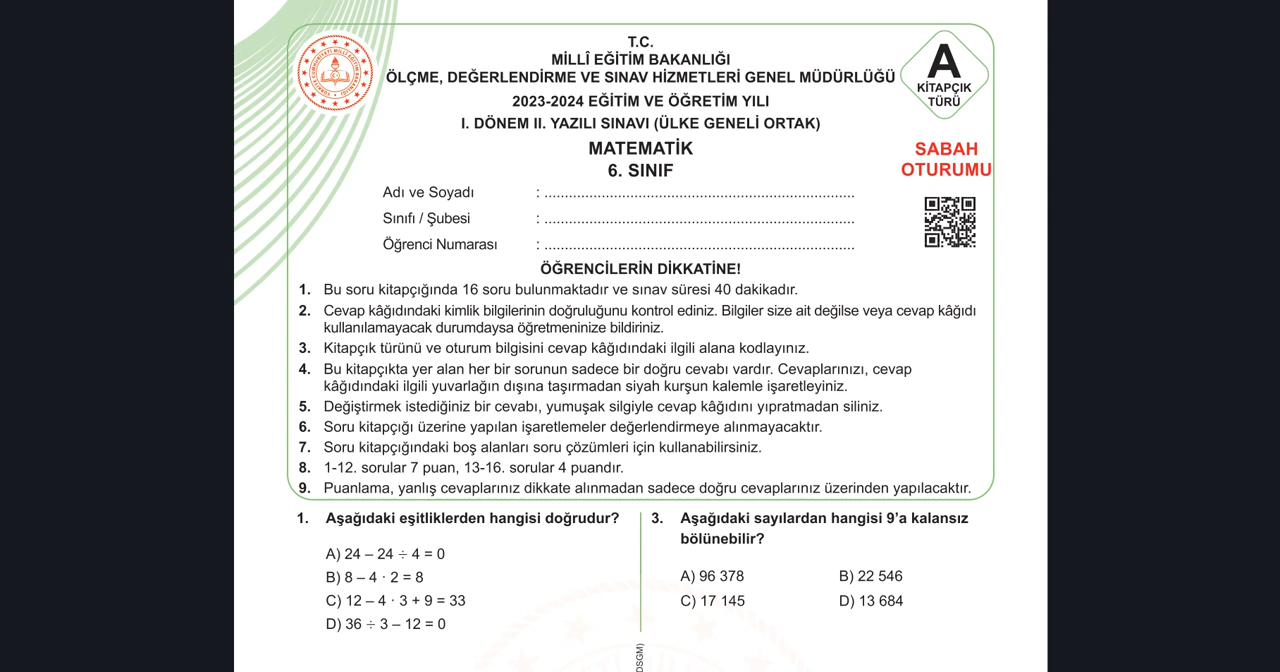 T.C.
MİLLÎ EĞİTİM BAKANLIĞI
ÖLÇME, DEĞERLENDİRME VE SINAV HİZMETLERİ GENEL MÜDÜRLÜĞÜ
2023-2024 EĞİTİM VE ÖĞRETİM YILI
I. DÖNEM II. YAZILI SINAVI (ÜLKE GENELİ ORTAK)
MATEMATİK
6. SINIF
A
KİTAPÇIK
TÜRÜ
SABAH
OTURUMU
Adı ve Soyadı : ..............................................................................
Sınıfı / Şubesi : ..............................................................................
Öğrenci Numarası : ..............................................................................
ÖĞRENCİLERİN DİKKATİNE!
1. Bu soru kitapçığında 16 soru bulunmaktadır ve sınav süresi 40 dakikadır.
2. Cevap kâğıdındaki kimlik bilgilerinin doğruluğunu kontrol ediniz. Bilgiler size ait değilse veya cevap kâğıdı
kullanılamayacak durumdaysa öğretmeninize bildiriniz.
3. Kitapçık türünü ve oturum bilgisini cevap kâğıdındaki ilgili alana kodlayınız.
4. Bu kitapçıkta yer alan her bir sorunun sadece bir doğru cevabı vardır. Cevaplarınızı, cevap
kâğıdındaki ilgili yuvarlağın dışına taşırmadan siyah kurşun kalemle işaretleyiniz.
5. Değiştirmek istediğiniz bir cevabı, yumuşak silgiyle cevap kâğıdını yıpratmadan siliniz.
6. Soru kitapçığı üzerine yapılan işaretlemeler değerlendirmeye alınmayacaktır.
7. Soru kitapçığındaki boş alanları soru çözümleri için kullanabilirsiniz.
8. 1-12. sorular 7 puan, 13-16. sorular 4 puandır.
9. Puanlama, yanlış cevaplarınız dikkate alınmadan sadece doğru cevaplarınız üzerinden yapılacaktır.
1. Aşağıdaki eşitliklerden hangisi doğrudur?
A) 24 – 24 ÷ 4 = 0
B) 8 – 4 · 2 = 8
C) 12 – 4 · 3 + 9 = 33
D) 36 ÷ 3 – 12 = 0
3. Aşağıdaki sayılardan hangisi 9’a kalansız
bölünebilir?
A) 96 378 B) 22 546
C) 17 145 D) 13 684